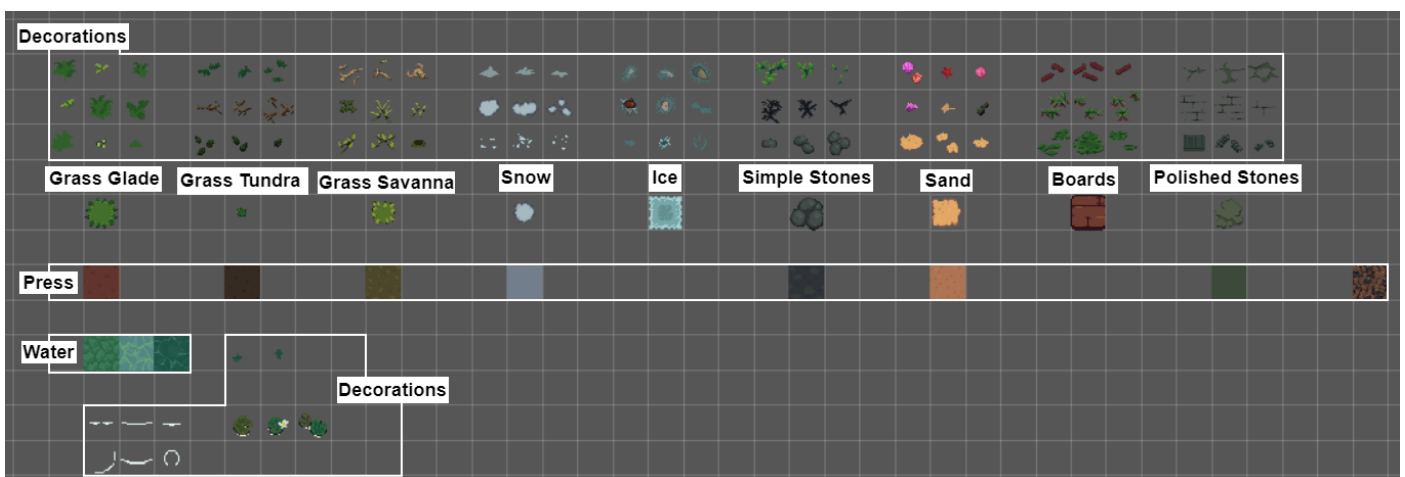 Decorations
Grass Glade
Grass Tundra
Grass Savanna
Snow
Ice
Simple Stones
Sand
Boards
Polished Stones
Press
Water
Decorations